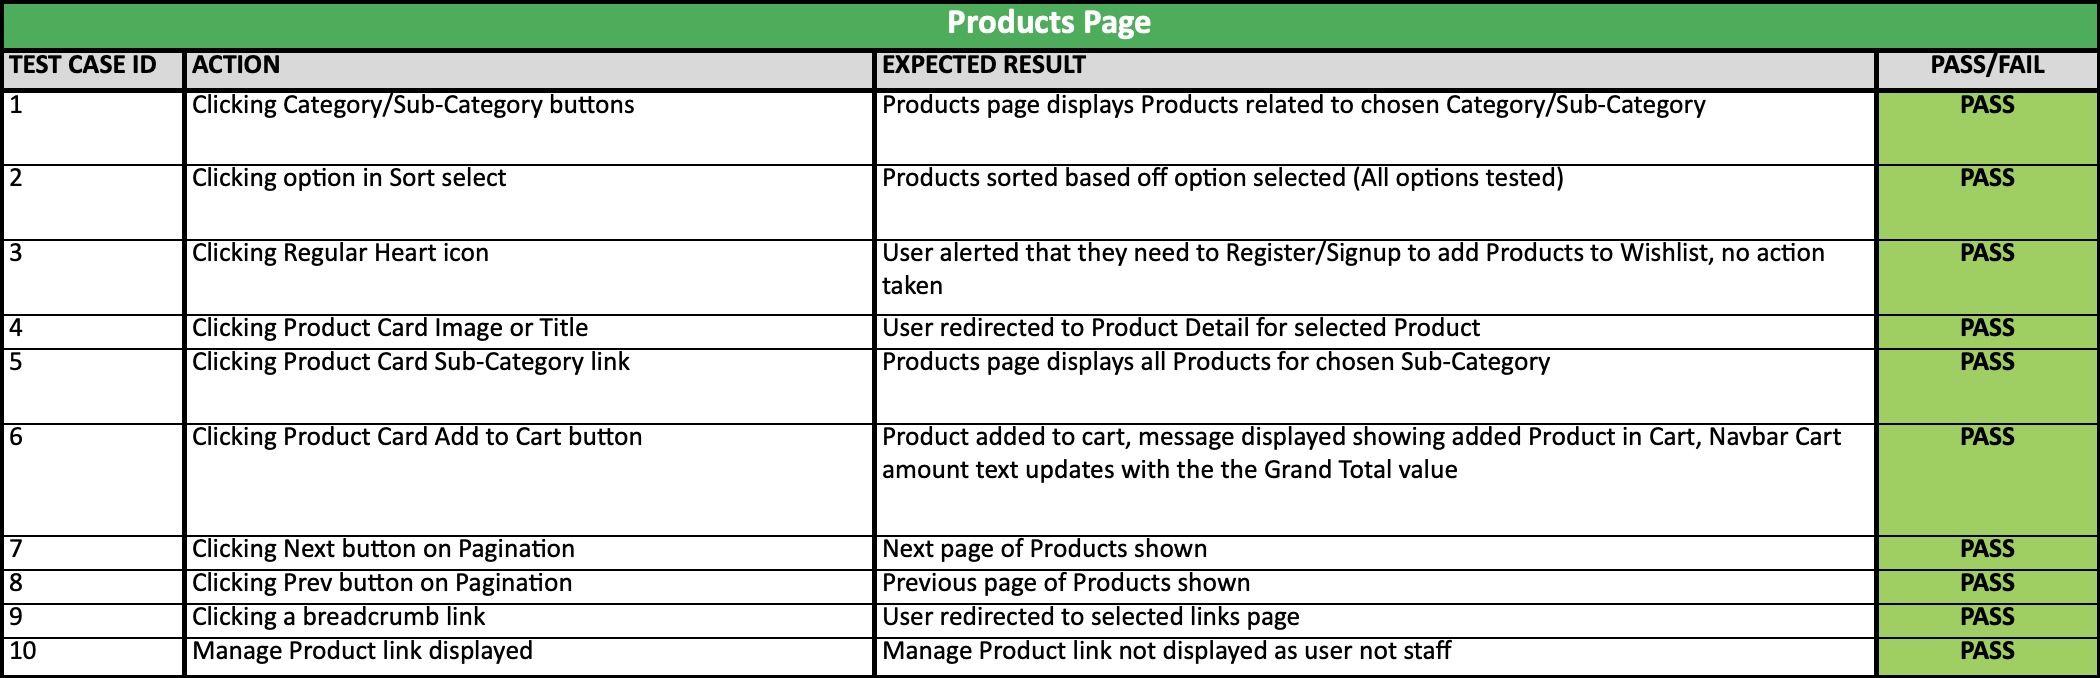 Products Page
TEST CASE ID ACTION EXPECTED RESULT PASS/FAIL
1 Clicking Category/Sub-Category buttons Products page displays Products related to chosen Category/Sub-Category PASS
2 Clicking option in Sort select Products sorted based off option selected (All options tested) PASS
3 Clicking Regular Heart icon User alerted that they need to Register/Signup to add Products to Wishlist, no action PASS
taken
4 Clicking Product Card Image or Title User redirected to Product Detail for selected Product PASS
5 Clicking Product Card Sub-Category link Products page displays all Products for chosen Sub-Category PASS
6 Clicking Product Card Add to Cart button Product added to cart, message displayed showing added Product in Cart, Navbar Cart PASS
amount text updates with the the Grand Total value
7 Clicking Next button on Pagination Next page of Products shown PASS
8 Clicking Prev button on Pagination Previous page of Products shown PASS
9 Clicking a breadcrumb link User redirected to selected links page PASS
10 Manage Product link displayed Manage Product link not displayed as user not staff PASS